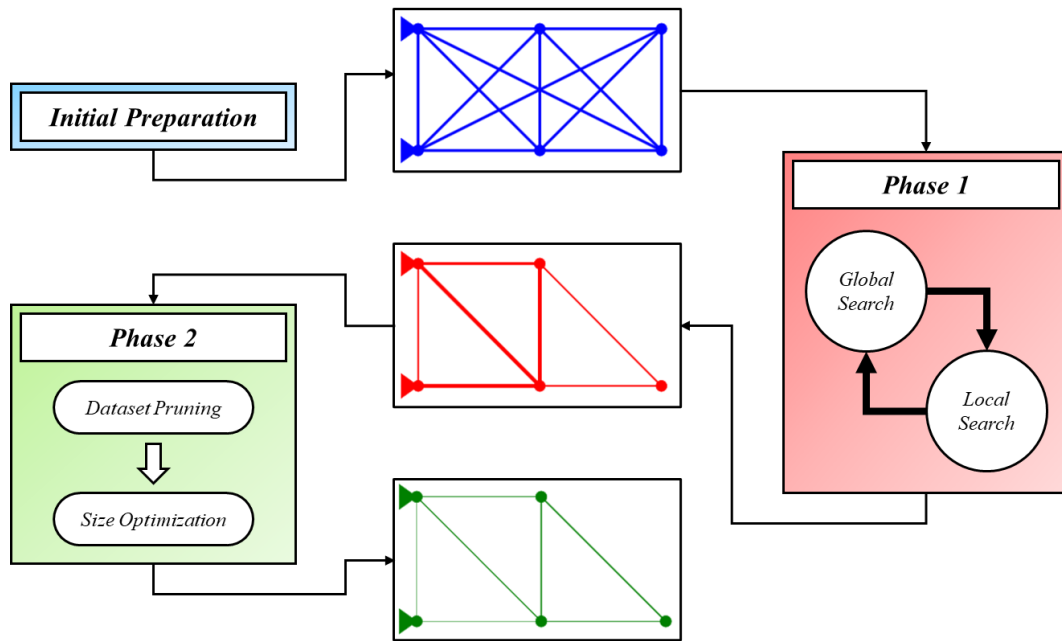 Initial Preparation
Phase 1
Global
Search
Local
Search
Phase 2
Dataset Pruning
Size Optimization